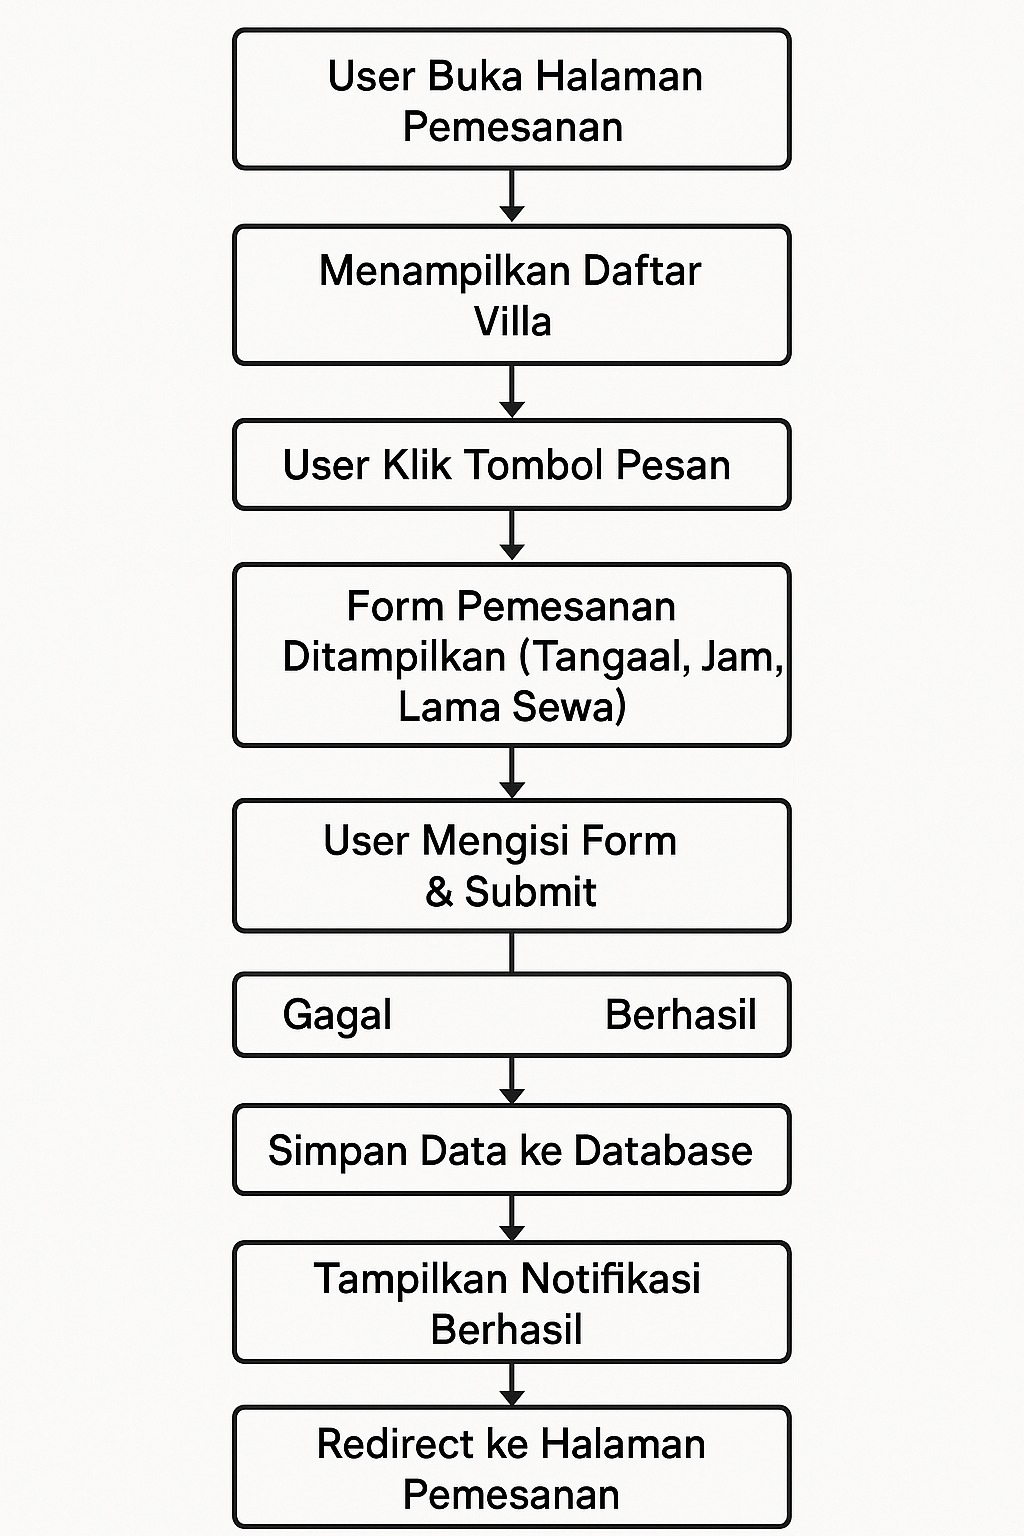 User Buka Halaman
Pemesanan
Menampilkan Daftar
Villa
User Klik Tombol Pesan
Form Pemesanan
Ditampilkan (Tangaal, Jam,
Lama Sewa)
User Mengisi Form
& Submit
Gagal Berhasil
Simpan Data ke Database
Tampilkan Notifikasi
Berhasil
Redirect ke Halaman
Pemesanan